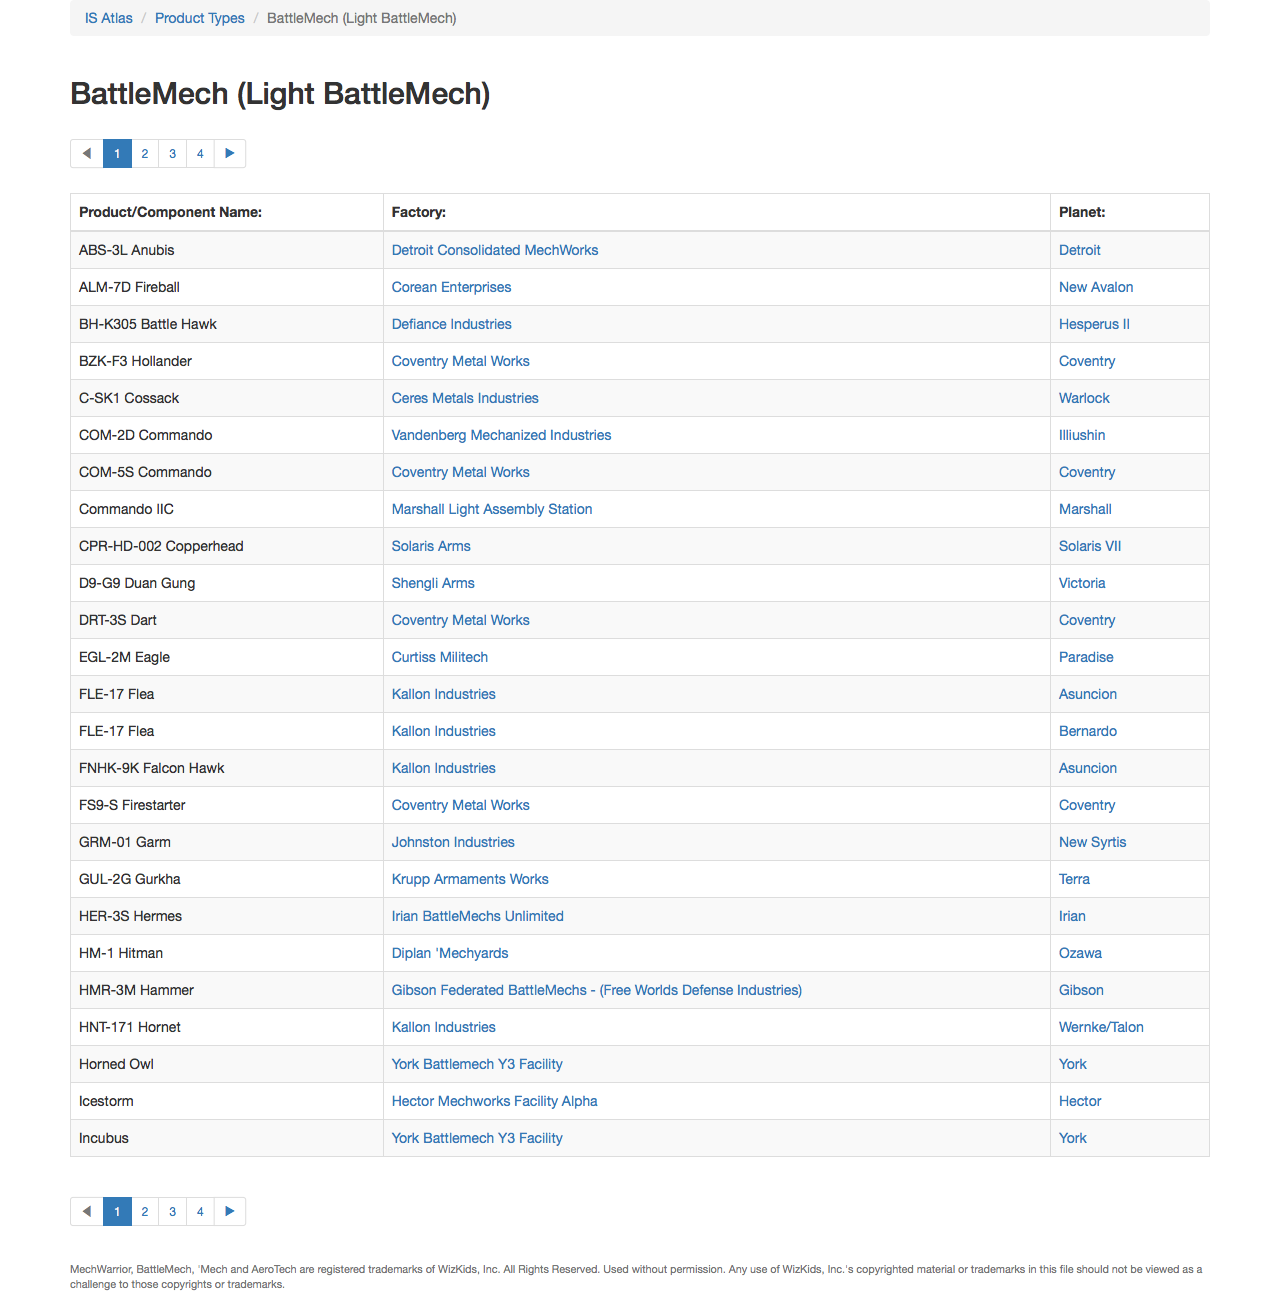 IS Atlas / Product Types / BattleMech (Light BattleMech)
BattleMech (Light BattleMech)
◀ 1 2 3 4 ▶
Product/Component Name: Factory: Planet:
ABS-3L Anubis Detroit Consolidated MechWorks Detroit
ALM-7D Fireball Corean Enterprises New Avalon
BH-K305 Battle Hawk Defiance Industries Hesperus II
BZK-F3 Hollander Coventry Metal Works Coventry
C-SK1 Cossack Ceres Metals Industries Warlock
COM-2D Commando Vandenberg Mechanized Industries Illiushin
COM-5S Commando Coventry Metal Works Coventry
Commando IIC Marshall Light Assembly Station Marshall
CPR-HD-002 Copperhead Solaris Arms Solaris VII
D9-G9 Duan Gung Shengli Arms Victoria
DRT-3S Dart Coventry Metal Works Coventry
EGL-2M Eagle Curtiss Militech Paradise
FLE-17 Flea Kallon Industries Asuncion
FLE-17 Flea Kallon Industries Bernardo
FNHK-9K Falcon Hawk Kallon Industries Asuncion
FS9-S Firestarter Coventry Metal Works Coventry
GRM-01 Garm Johnston Industries New Syrtis
GUL-2G Gurkha Krupp Armaments Works Terra
HER-3S Hermes Irian BattleMechs Unlimited Irian
HM-1 Hitman Diplan 'Mechyards Ozawa
HMR-3M Hammer Gibson Federated BattleMechs - (Free Worlds Defense Industries) Gibson
HNT-171 Hornet Kallon Industries Wernke/Talon
Horned Owl York Battlemech Y3 Facility York
Icestorm Hector Mechworks Facility Alpha Hector
Incubus York Battlemech Y3 Facility York
◀ 1 2 3 4 ▶
MechWarrior, BattleMech, 'Mech and AeroTech are registered trademarks of WizKids, Inc. All Rights Reserved. Used without permission. Any use of WizKids, Inc.'s copyrighted material or trademarks in this file should not be viewed as a
challenge to those copyrights or trademarks.